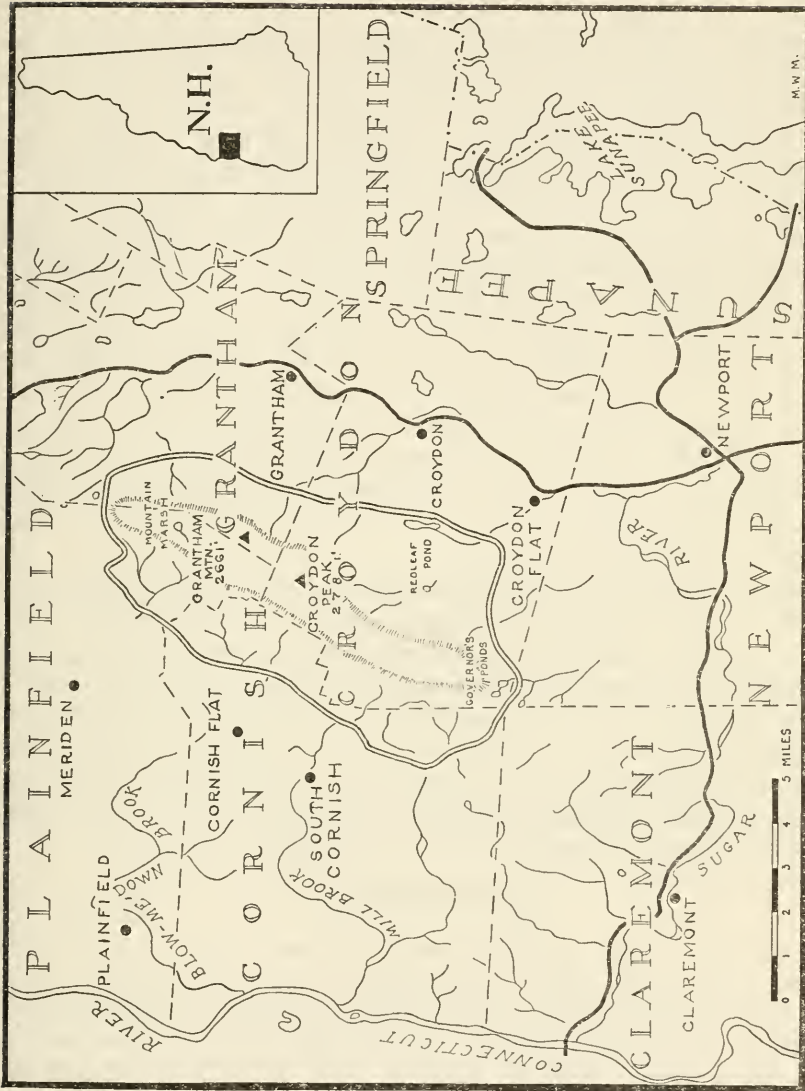 N.H.
PLAINFIELD
MERIDEN
PLAINFIELD
BLOW-ME-DOWN
BROOK
CORNISH
CORNISH FLAT
SOUTH
CORNISH
MILL BROOK
RIVER
CONNECTICUT
GRANTHAM
GRANTHAM
MOUNTAIN
MARSH
GRANTHAM
MTN.
2661'
CROYDON
PEAK
2781'
CROYDON
CROYDON
CROYDON
FLAT
REDLEAF
POND
GOVERNOR'S
PONDS
SPRINGFIELD
LAKE
SUNAPEE
SUNAPEE
NEWPORT
NEWPORT
RIVER
SUGAR
CLAREMONT
CLAREMONT
0 1 2 3 4 5 MILES
M.W.M.